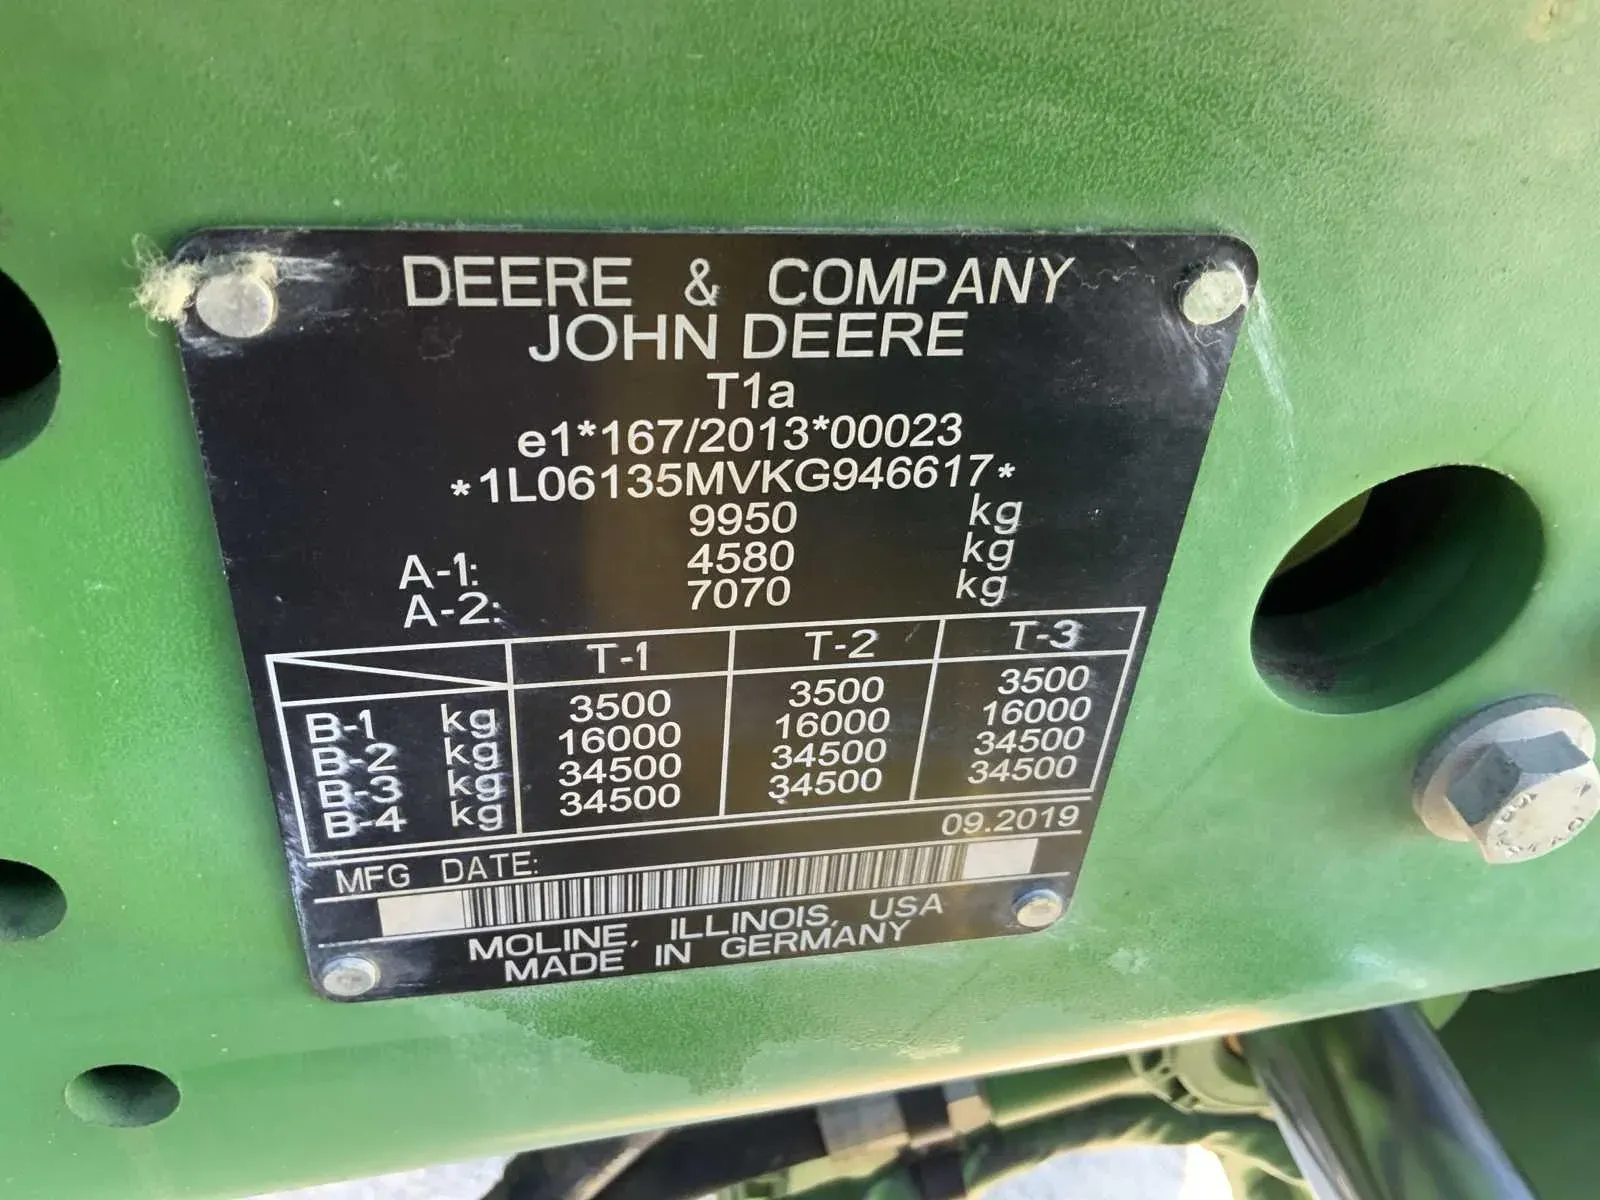 DEERE & COMPANY
JOHN DEERE
T1a
e1*167/2013*00023
*1L06135MVKG946617*
9950 kg
A-1: 4580 kg
A-2: 7070 kg
T-1 T-2 T-3
B-1 kg 3500 3500 3500
B-2 kg 16000 16000 16000
B-3 kg 34500 34500 34500
B-4 kg 34500 34500 34500
MFG DATE: 09.2019
MOLINE, ILLINOIS, USA
MADE IN GERMANY